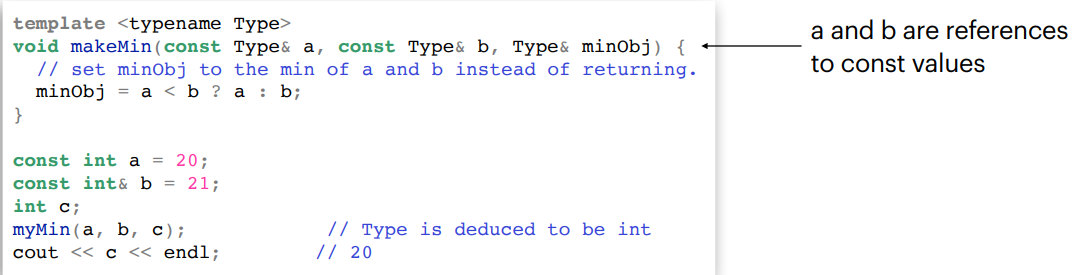 template <typename Type>
void makeMin(const Type& a, const Type& b, Type& minObj) {
  // set minObj to the min of a and b instead of returning.
  minObj = a < b ? a : b;
}
const int a = 20;
const int& b = 21;
int c;
myMin(a, b, c);             // Type is deduced to be int
cout << c << endl;         // 20
a and b are references
to const values